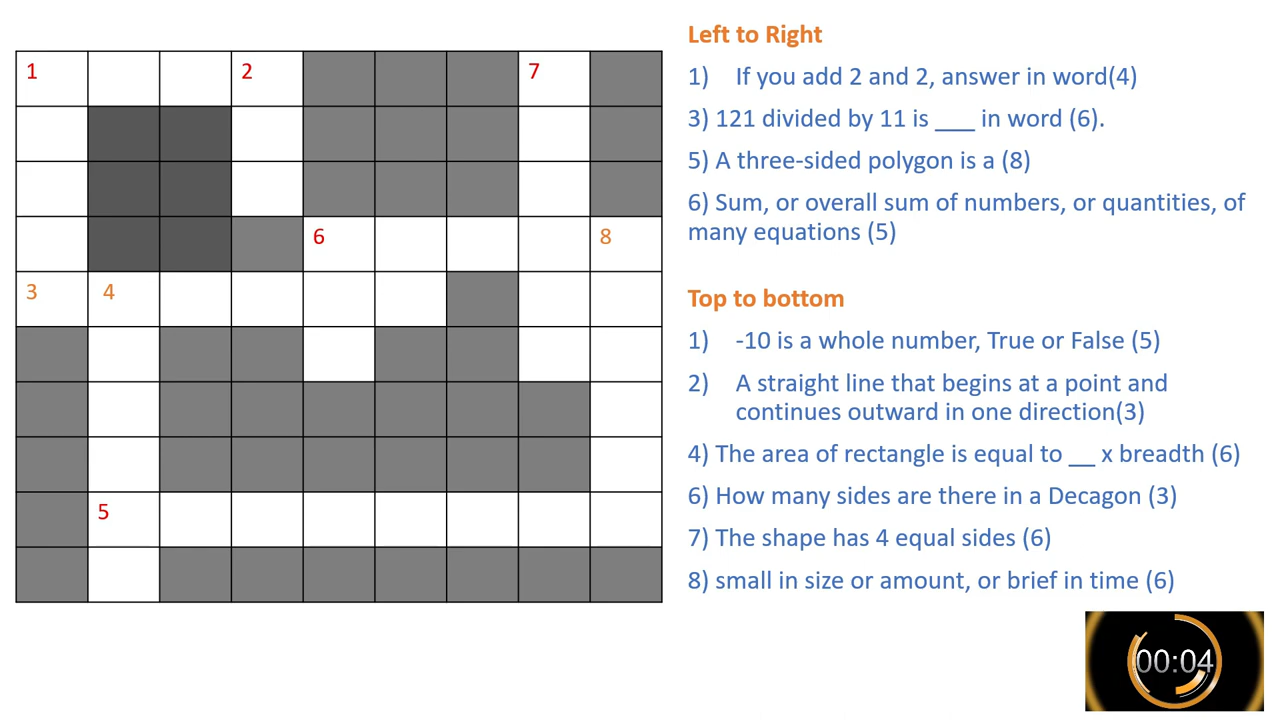 1 2 7
6 8
3 4
5
Left to Right
1) If you add 2 and 2, answer in word(4)
3) 121 divided by 11 is ___ in word (6).
5) A three-sided polygon is a (8)
6) Sum, or overall sum of numbers, or quantities, of
many equations (5)
Top to bottom
1) -10 is a whole number, True or False (5)
2) A straight line that begins at a point and
continues outward in one direction(3)
4) The area of rectangle is equal to __ x breadth (6)
6) How many sides are there in a Decagon (3)
7) The shape has 4 equal sides (6)
8) small in size or amount, or brief in time (6)
00:04